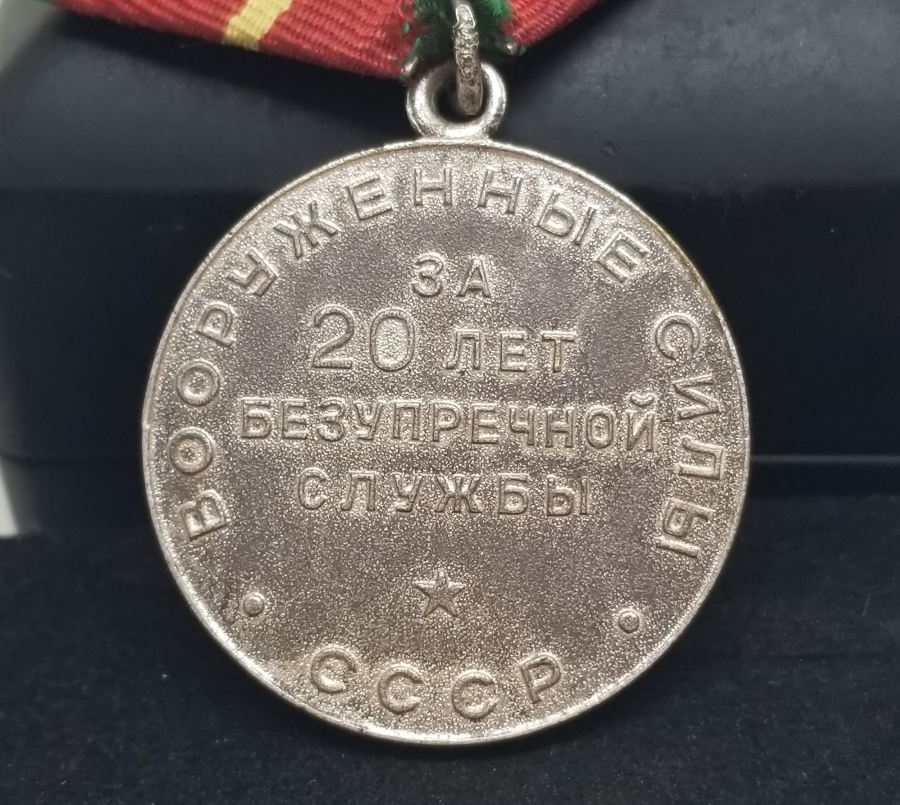 ВООРУЖЕННЫЕ СИЛЫ
ЗА
20 ЛЕТ
БЕЗУПРЕЧНОЙ
СЛУЖБЫ
СССР